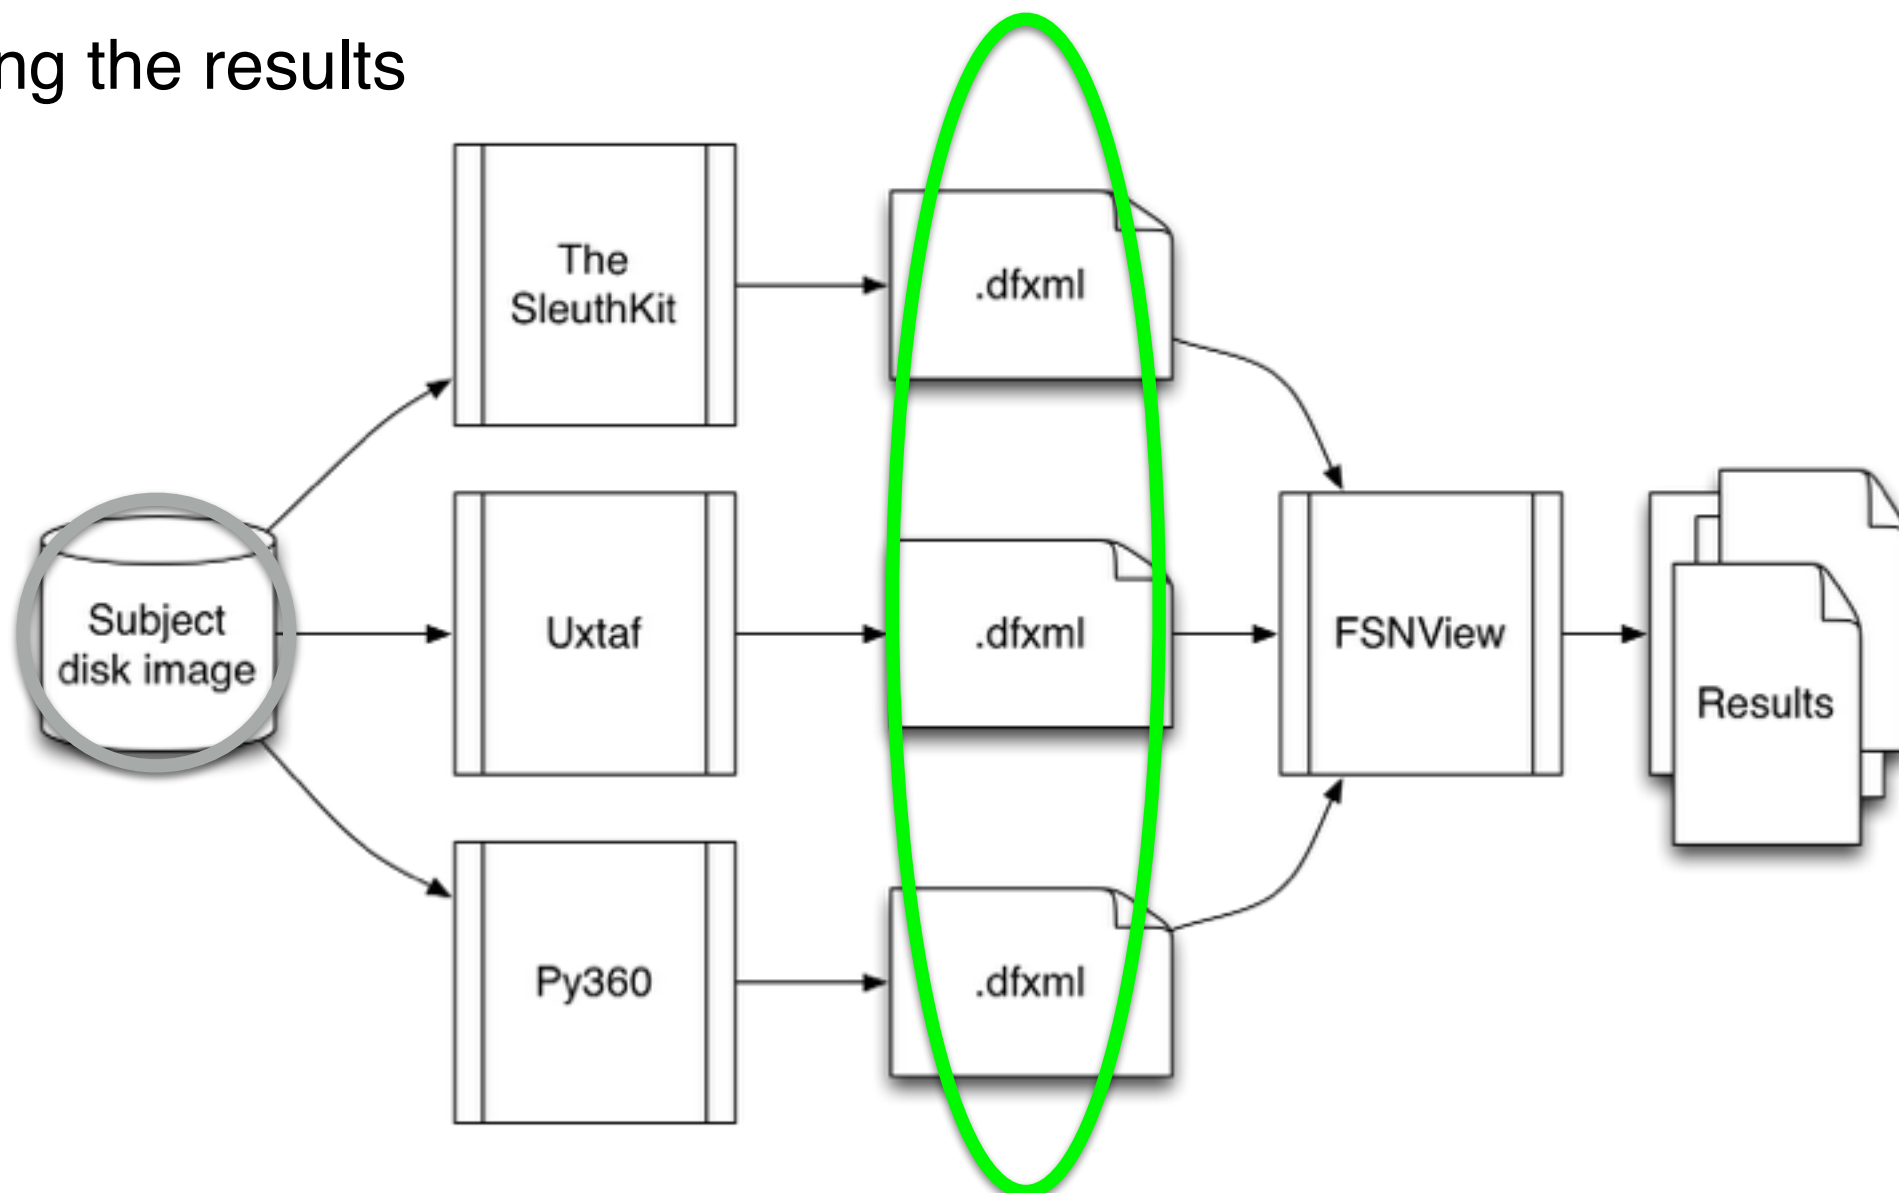 ng the results
The
SleuthKit
.dfxml
Subject
disk image
Uxtaf
.dfxml
FSNView
Results
Py360
.dfxml